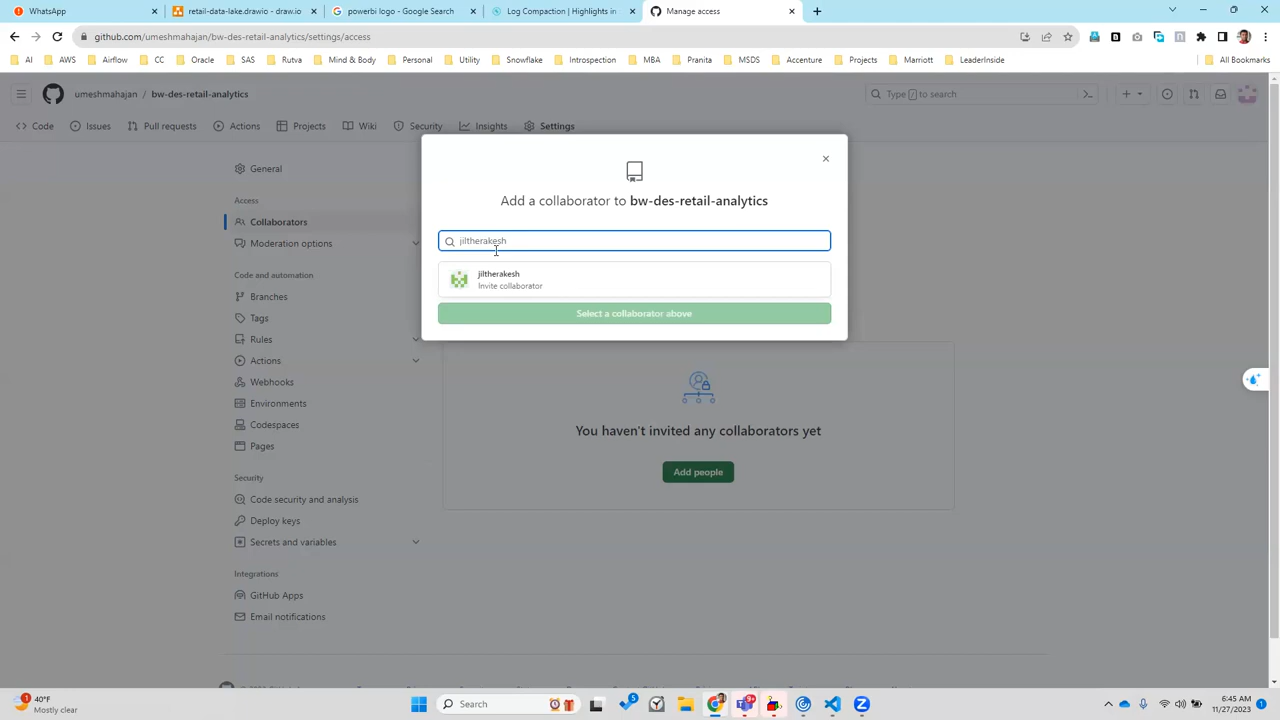 WhatsApp
retail-data-lake.drawio - draw.io
powerbi logo - Google Search
Log Compaction | Highlights in
Manage access
github.com/umeshmahajan/bw-des-retail-analytics/settings/access
AI
AWS
Airflow
CC
Oracle
SAS
Rutva
Mind & Body
Personal
Utility
Snowflake
Introspection
MBA
Pranita
MSDS
Accenture
Projects
Marriott
LeaderInside
All Bookmarks
umeshmahajan / bw-des-retail-analytics
Type / to search
Code
Issues
Pull requests
Actions
Projects
Wiki
Security
Insights
Settings
General
Access
Collaborators
Moderation options
Code and automation
Branches
Tags
Rules
Actions
Webhooks
Environments
Codespaces
Pages
Security
Code security and analysis
Deploy keys
Secrets and variables
Integrations
GitHub Apps
Email notifications
Add a collaborator to bw-des-retail-analytics
jiltherakesh
jiltherakesh
Invite collaborator
Select a collaborator above
You haven't invited any collaborators yet
Add people
1
40°F
Mostly clear
Search
5
9+
6:45 AM
11/27/2023